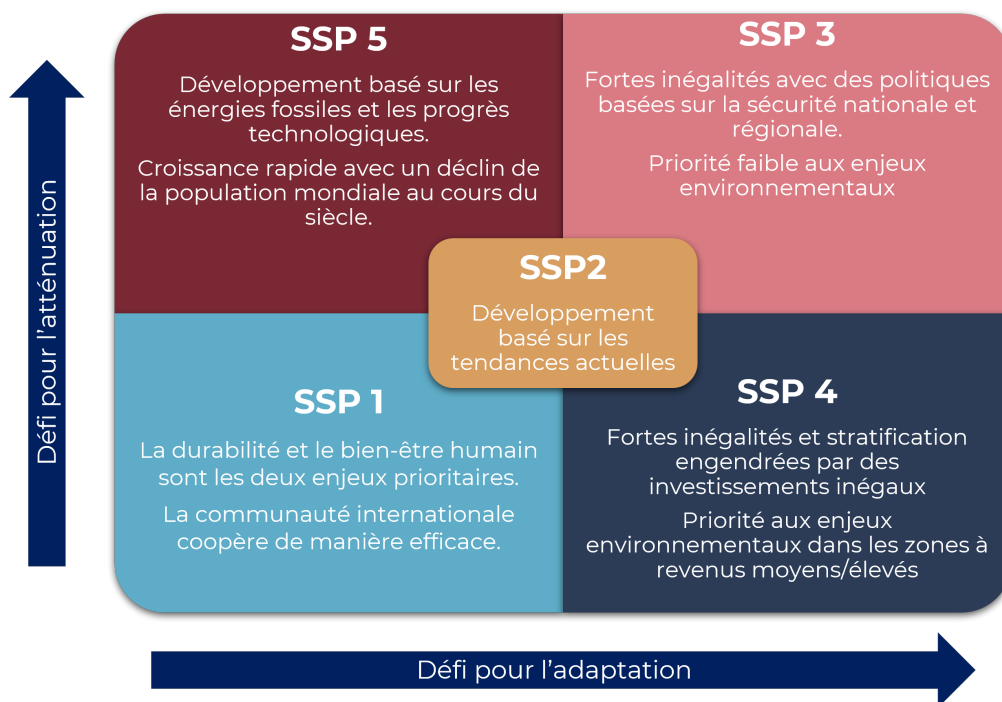 SSP 5
Développement basé sur les
énergies fossiles et les progrès
technologiques.
Croissance rapide avec un déclin de
la population mondiale au cours du
siècle.
SSP 3
Fortes inégalités avec des politiques
basées sur la sécurité nationale et
régionale.
Priorité faible aux enjeux
environnementaux
SSP2
Développement
basé sur les
tendances actuelles
SSP 1
La durabilité et le bien-être humain
sont les deux enjeux prioritaires.
La communauté internationale
coopère de manière efficace.
SSP 4
Fortes inégalités et stratification
engendrées par des
investissements inégaux
Priorité aux enjeux
environnementaux dans les zones à
revenus moyens/élevés
Défi pour l'atténuation
Défi pour l'adaptation